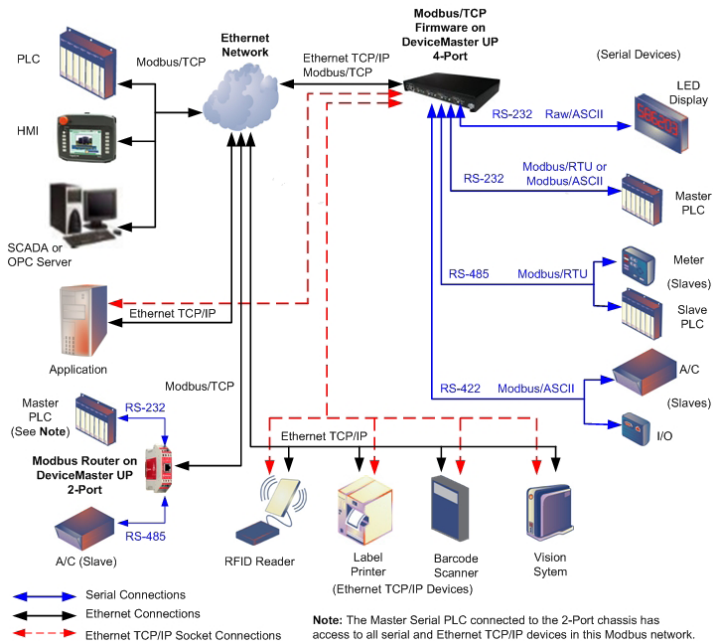 Modbus/TCP
Firmware on
DeviceMaster UP
4-Port
Ethernet
Network
PLC
Modbus/TCP
Ethernet TCP/IP
Modbus/TCP
(Serial Devices)
LED
Display
RS-232 Raw/ASCII
HMI
Modbus/RTU or
Modbus/ASCII
RS-232
Master
PLC
SCADA or
OPC Server
Meter
(Slaves)
RS-485 Modbus/RTU
Slave
PLC
Ethernet TCP/IP
Application
A/C
(Slaves)
RS-422 Modbus/ASCII
I/O
Modbus/TCP
Master
PLC
(See Note)
RS-232
Ethernet TCP/IP
Modbus Router on
DeviceMaster UP
2-Port
RS-485
A/C (Slave)
RFID Reader
Label
Printer
Barcode
Scanner
Vision
Sytem
(Ethernet TCP/IP Devices)
Serial Connections
Ethernet Connections
Ethernet TCP/IP Socket Connections
Note: The Master Serial PLC connected to the 2-Port chassis has
access to all serial and Ethernet TCP/IP devices in this Modbus network.